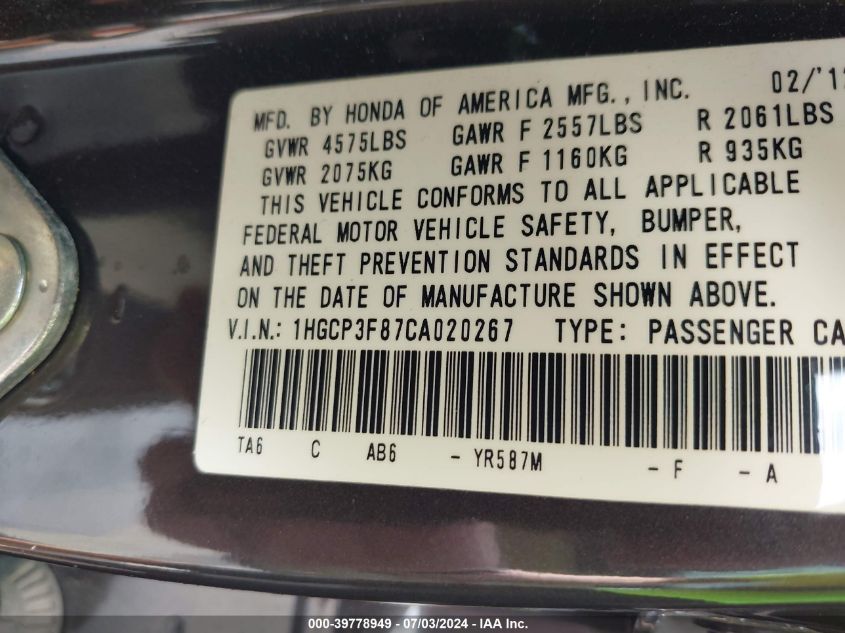 MFD. BY HONDA OF AMERICA MFG., INC. 02/'12
GVWR 4575LBS GAWR F 2557LBS R 2061LBS
GVWR 2075KG GAWR F 1160KG R 935KG
THIS VEHICLE CONFORMS TO ALL APPLICABLE
FEDERAL MOTOR VEHICLE SAFETY, BUMPER,
AND THEFT PREVENTION STANDARDS IN EFFECT
ON THE DATE OF MANUFACTURE SHOWN ABOVE.
V.I.N.: 1HGCP3F87CA020267 TYPE: PASSENGER CA
TA6 C AB6 - YR587M - F - A
000-39778949 - 07/03/2024 - IAA Inc.